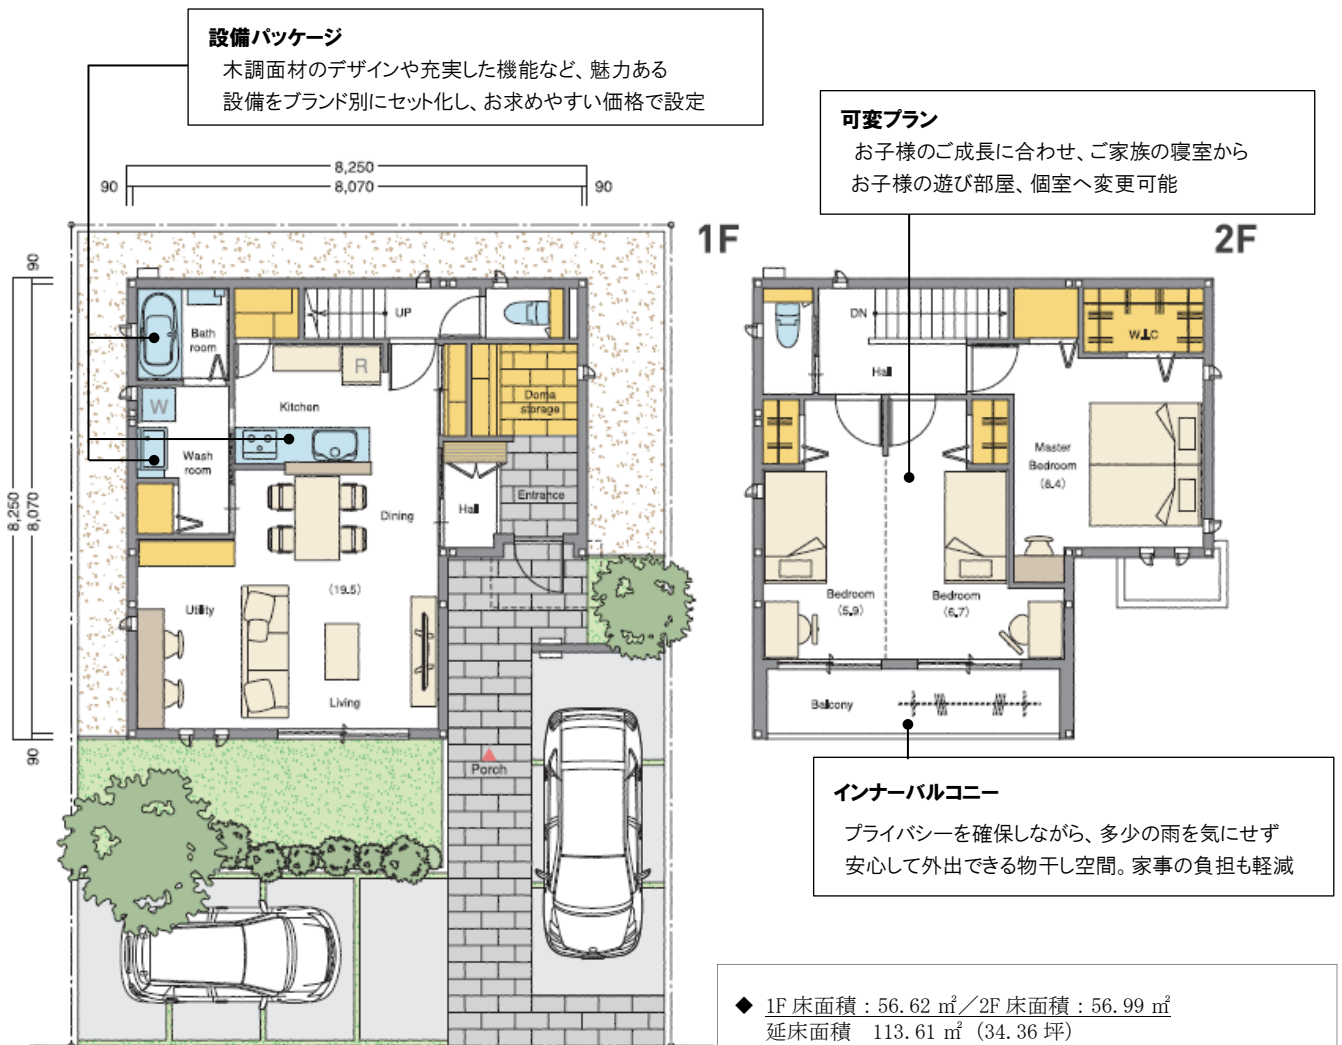 設備パッケージ
木調面材のデザインや充実した機能など、魅力ある
設備をブランド別にセット化し、お求めやすい価格で設定
可変プラン
お子様のご成長に合わせ、ご家族の寝室から
お子様の遊び部屋、個室へ変更可能
8,250
90 8,070 90
1F
2F
90
8,250
8,070
90
Bath
room
UP
R
Kitchen
Doma
storage
W
Wash
room
Entrance
Dining
Hall
(19.5)
Utility
Living
Porch
DN
W.I.C
Hall
Master
Bedroom
(8.4)
Bedroom
(5.9)
Bedroom
(6.7)
Balcony
インナーバルコニー
プライバシーを確保しながら、多少の雨を気にせず
安心して外出できる物干し空間。家事の負担も軽減
◆ 1F 床面積：56.62 ㎡／2F 床面積：56.99 ㎡
延床面積 113.61 ㎡（34.36 坪）